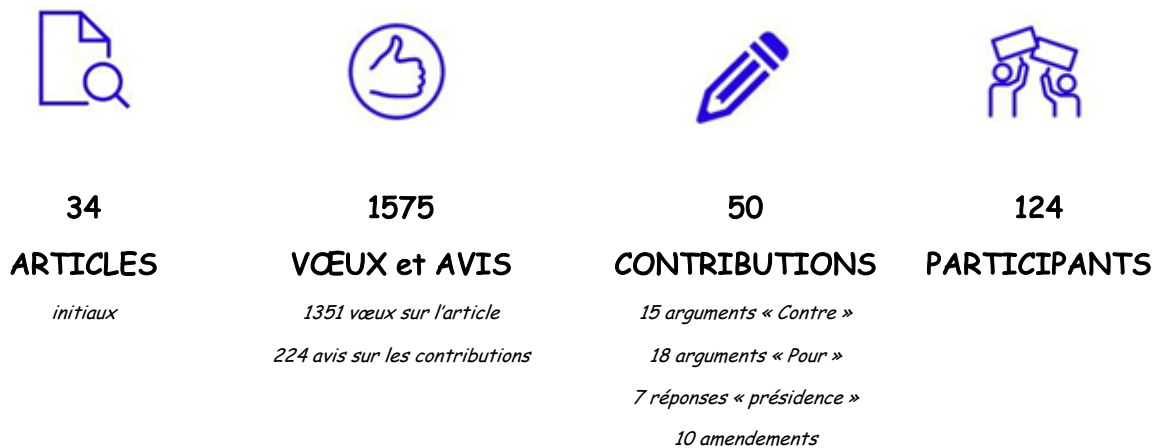 34
ARTICLES
initiaux
1575
VŒUX et AVIS
1351 vœux sur l'article
224 avis sur les contributions
50
CONTRIBUTIONS
15 arguments « Contre »
18 arguments « Pour »
7 réponses « présidence »
10 amendements
124
PARTICIPANTS